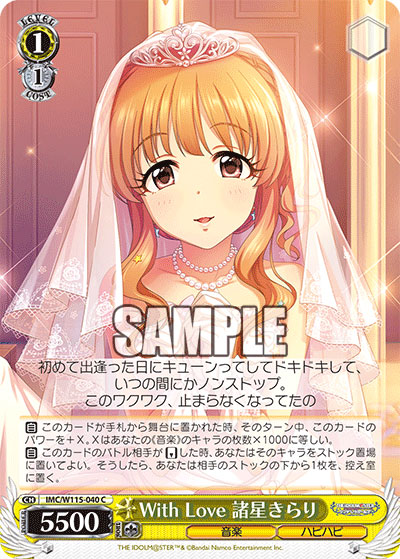 LEVEL
1
1
COST
SAMPLE
初めて出逢った日にキューンってしてドキドキして、
いつの間にかノンストップ。
このワクワク、止まらなくなってたの
自 このカードが手札から舞台に置かれた時、そのターン中、このカードの
パワーを＋X。Xはあなたの《音楽》のキャラの枚数×1000に等しい。
自 このカードのバトル相手が【リバース】した時、あなたはそのキャラをストック置場
に置いてよい。そうしたら、あなたは相手のストックの下から1枚を、控え室
に置く。
CH IMC/W115-040 C
5500
With Love 諸星きらり
音楽 ハピハピ
THE IDOLM@STER™& ©Bandai Namco Entertainment Inc.